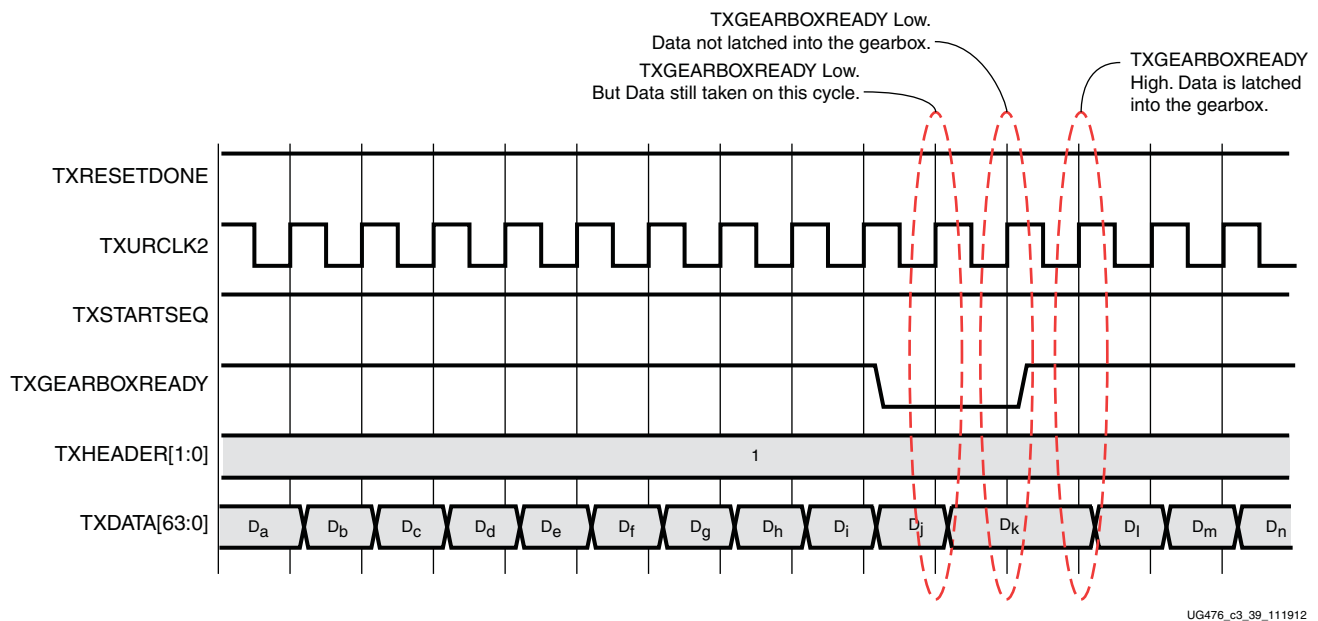 TXGEARBOXREADY Low.
Data not latched into the gearbox.
TXGEARBOXREADY Low.
But Data still taken on this cycle.
TXGEARBOXREADY
High. Data is latched
into the gearbox.
TXRESETDONE
TXURCLK2
TXSTARTSEQ
TXGEARBOXREADY
TXHEADER[1:0]
1
TXDATA[63:0]
Da Db Dc Dd De Df Dg Dh Di Dj Dk Dl Dm Dn
UG476_c3_39_111912